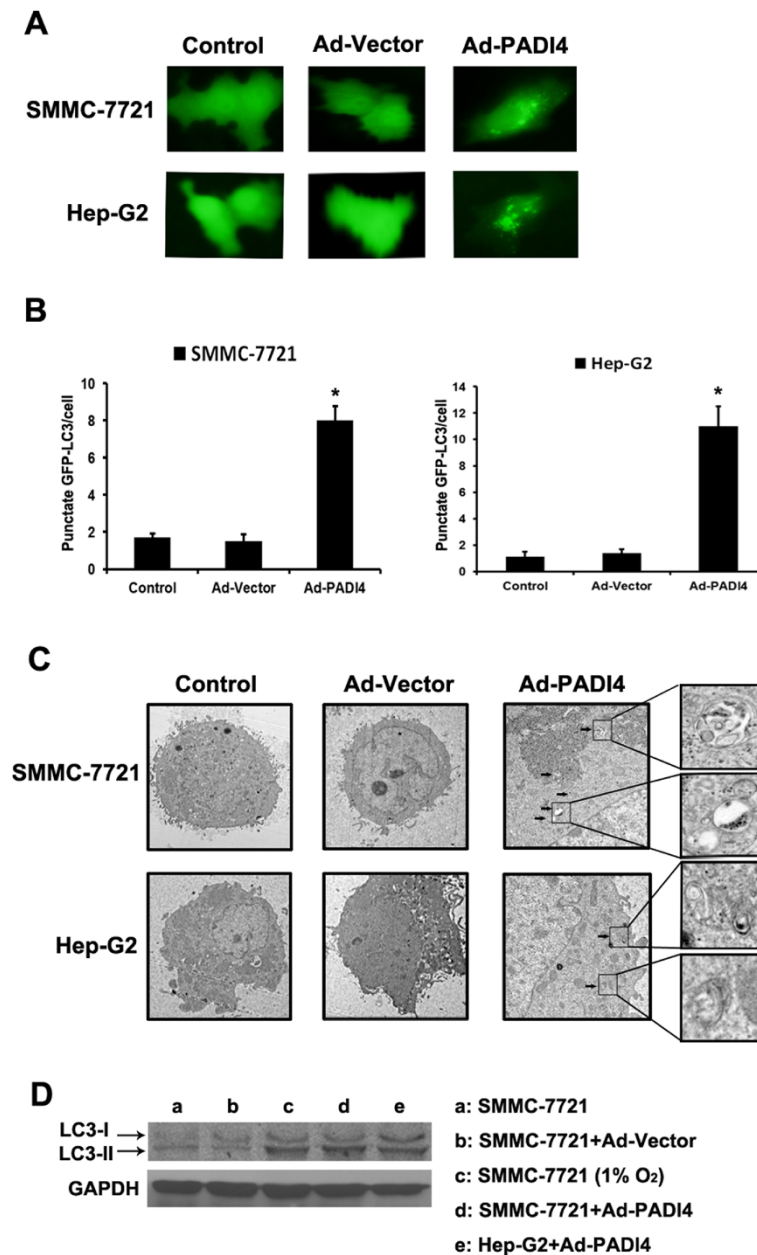 A
Control Ad-Vector Ad-PADI4
SMMC-7721
Hep-G2
B
SMMC-7721
Punctate GFP-LC3/cell
10
8
6
4
2
0
Control Ad-Vector Ad-PADI4
*
Hep-G2
Punctate GFP-LC3/cell
14
12
10
8
6
4
2
0
Control Ad-Vector Ad-PADI4
*
C
Control Ad-Vector Ad-PADI4
SMMC-7721
Hep-G2
D
a b c d e
LC3-I
LC3-II
GAPDH
a: SMMC-7721
b: SMMC-7721+Ad-Vector
c: SMMC-7721 (1% O₂)
d: SMMC-7721+Ad-PADI4
e: Hep-G2+Ad-PADI4